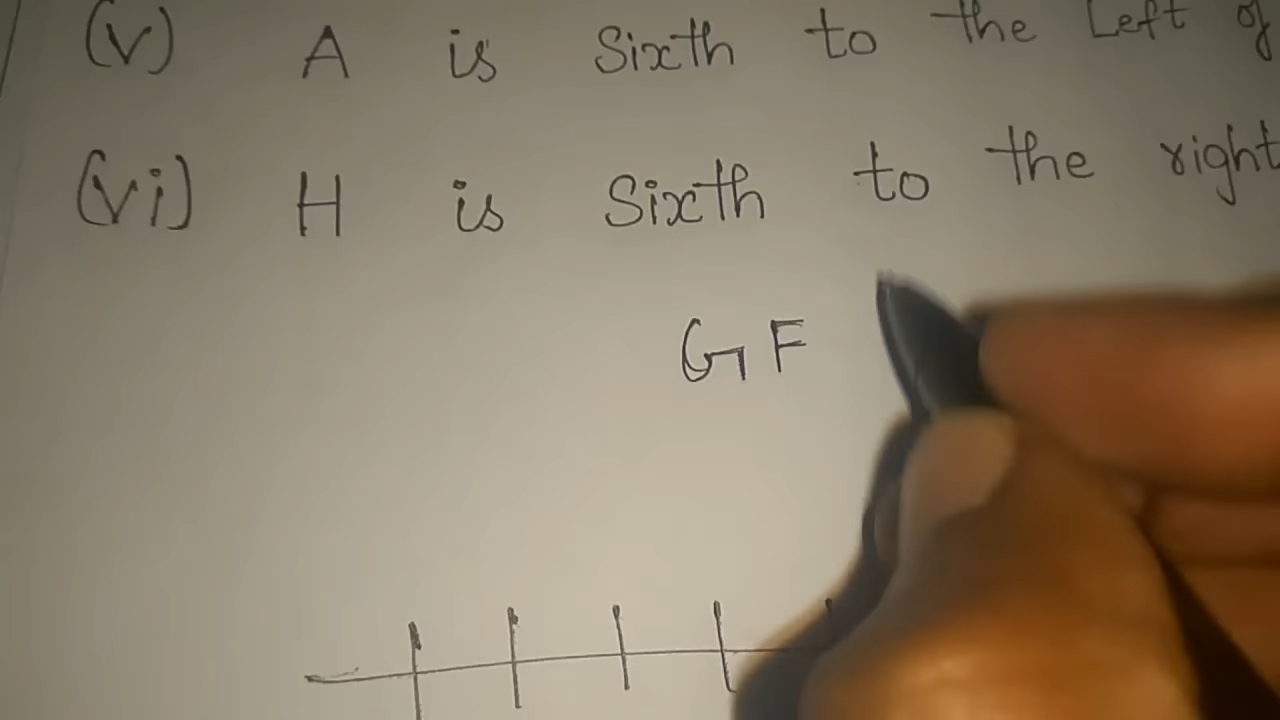 (v) A is Sixth to the Left of
(vi) H is Sixth to the right
G F